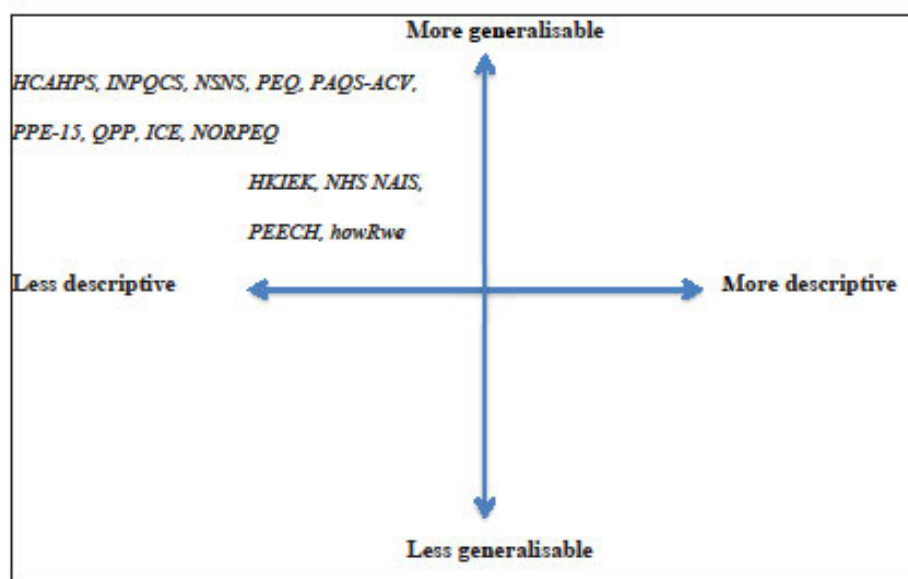 More generalisable
HCAHPS, INPQCS, NSNS, PEQ, PAQS-ACV,
PPE-15, QPP, ICE, NORPEQ
HKIEK, NHS NAIS,
PEECH, howRwe
Less descriptive
More descriptive
Less generalisable